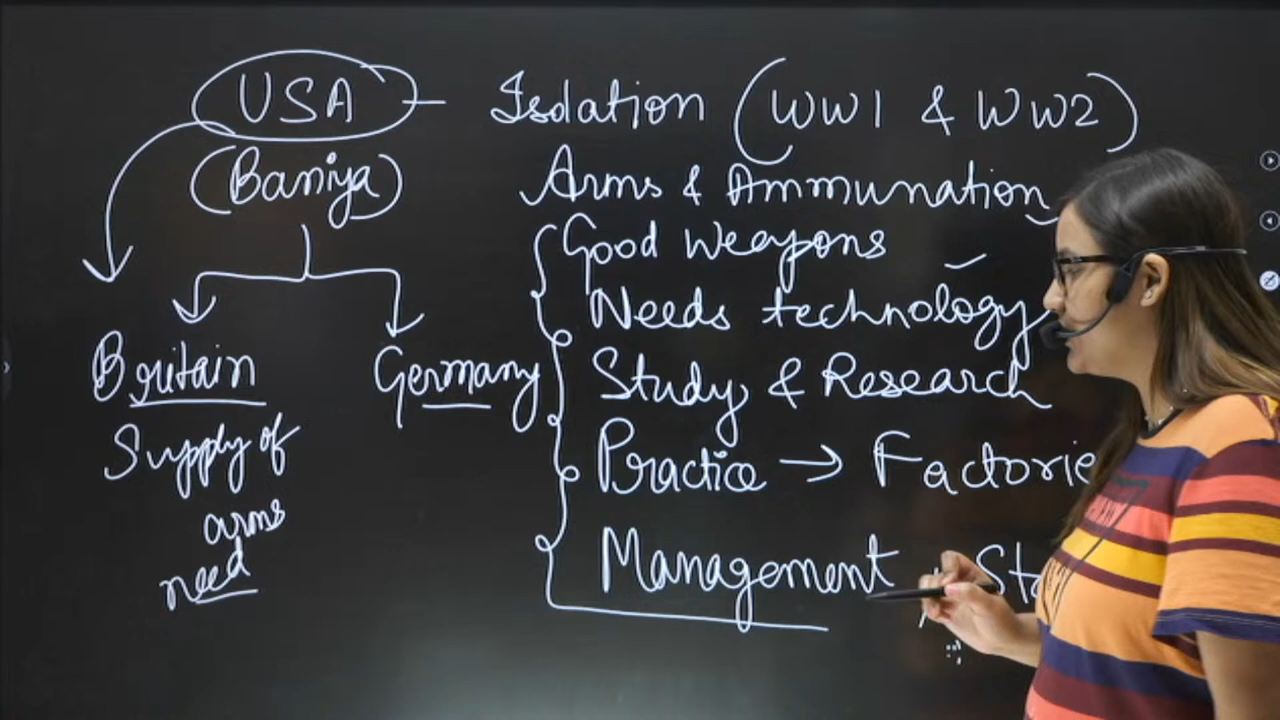 USA - Isolation (WW1 & WW2)
(Baniya)
Arms & Ammunation
Good Weapons
Needs technology
Study & Research
Practice → Factorie
Management , Sta
Britain
Supply of
arms
need
Germany